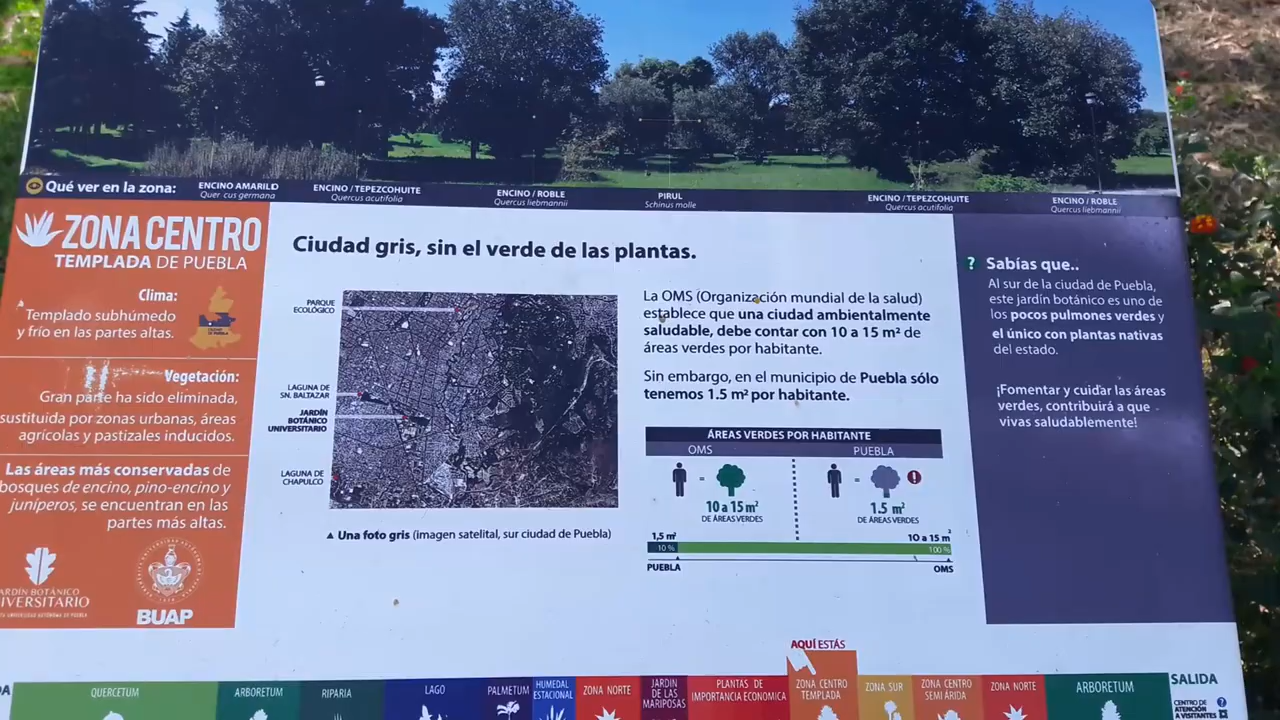 Qué ver en la zona:
ENCINO AMARILO
Quer cus germana
ENCINO / TEPEZCOHUITE
Quercus acutifolia
ENCINO / ROBLE
Quercus liebmannii
PIRUL
Schinus molle
ENCINO / TEPEZCOHUITE
Quercus acutifolia
ENCINO / ROBLE
Quercus liebmannii
ZONA CENTRO
TEMPLADA DE PUEBLA
Clima:
Templado subhúmedo
y frío en las partes altas.
CIUDAD
DE PUEBLA
Vegetación:
Gran parte ha sido eliminada,
sustituida por zonas urbanas, áreas
agrícolas y pastizales inducidos.
Las áreas más conservadas de
bosques de encino, pino-encino y
juníperos, se encuentran en las
partes más altas.
JARDÍN BOTÁNICO
UNIVERSITARIO
BUAP
Ciudad gris, sin el verde de las plantas.
PARQUE
ECOLÓGICO
LAGUNA DE
SN. BALTAZAR
JARDÍN
BOTÁNICO
UNIVERSITARIO
LAGUNA DE
CHAPULCO
▲ Una foto gris (imagen satelital, sur ciudad de Puebla)
La OMS (Organización mundial de la salud)
establece que una ciudad ambientalmente
saludable, debe contar con 10 a 15 m² de
áreas verdes por habitante.
Sin embargo, en el municipio de Puebla sólo
tenemos 1.5 m² por habitante.
ÁREAS VERDES POR HABITANTE
OMS
PUEBLA
=
=
!
10 a 15 m²
DE ÁREAS VERDES
1.5 m²
DE ÁREAS VERDES
1,5 m²
10 a 15 m²
10 %
100 %
PUEBLA
OMS
? Sabías que..
Al sur de la ciudad de Puebla,
este jardín botánico es uno de
los pocos pulmones verdes y
el único con plantas nativas
del estado.
¡Fomentar y cuidar las áreas
verdes, contribuirá a que
vivas saludablemente!
AQUÍ ESTÁS
QUERCETUM
ARBORETUM
RIPARIA
LAGO
PALMETUM
HUMEDAL
ESTACIONAL
ZONA NORTE
JARDIN
DE LAS
MARIPOSAS
PLANTAS DE
IMPORTANCIA ECONOMICA
ZONA CENTRO
TEMPLADA
ZONA SUR
ZONA CENTRO
SEMI ÁRIDA
ZONA NORTE
ARBORETUM
SALIDA
CENTRO DE
ATENCIÓN
A VISITANTES
?